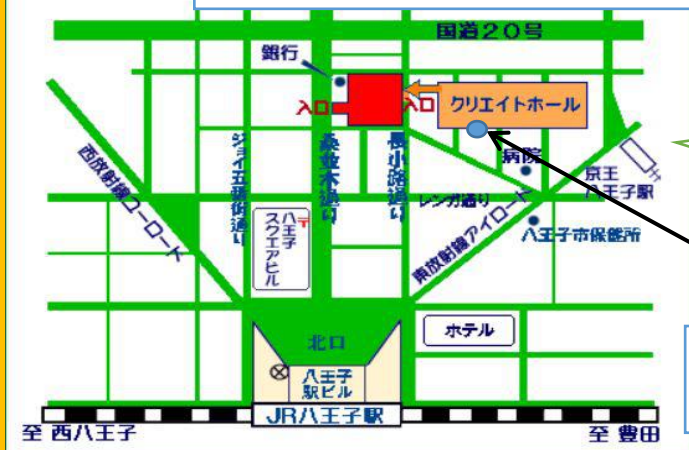 国道20号
銀行
入口
入口
クリエイトホール
病院
京王
八王子駅
西放射線ユーロード
ジョイ五番街通り
桑並木通り
長小路通り
レンガ通り
東放射線アイロード
八王子市保健所
八王子
スクエアビル
〒
北口
ホテル
八王子
駅ビル
JR八王子駅
至 西八王子
至 豊田